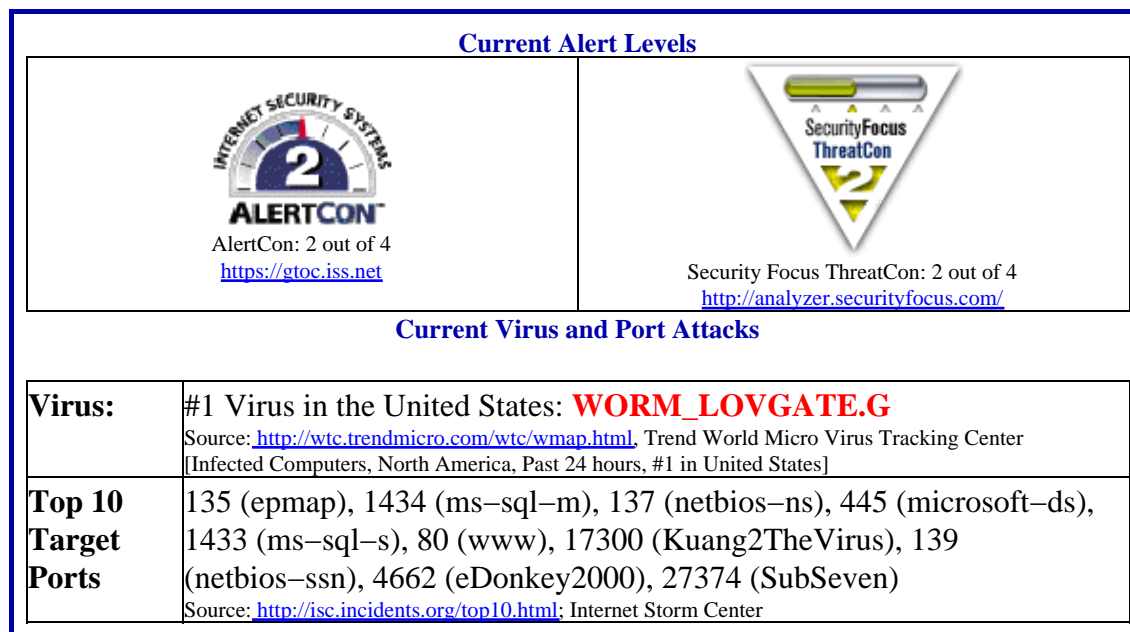 Current Alert Levels
INTERNET SECURITY SYSTEMS
2
ALERTCON™
AlertCon: 2 out of 4
https://gtoc.iss.net
SecurityFocus
ThreatCon
2
Security Focus ThreatCon: 2 out of 4
http://analyzer.securityfocus.com/
Current Virus and Port Attacks
Virus:
#1 Virus in the United States: WORM_LOVGATE.G
Source: http://wtc.trendmicro.com/wtc/wmap.html, Trend World Micro Virus Tracking Center
[Infected Computers, North America, Past 24 hours, #1 in United States]
Top 10
Target
Ports
135 (epmap), 1434 (ms−sql−m), 137 (netbios−ns), 445 (microsoft−ds),
1433 (ms−sql−s), 80 (www), 17300 (Kuang2TheVirus), 139
(netbios−ssn), 4662 (eDonkey2000), 27374 (SubSeven)
Source: http://isc.incidents.org/top10.html; Internet Storm Center